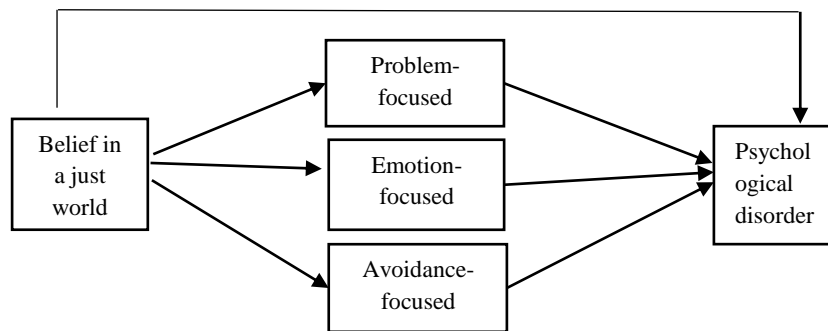 Belief in
a just
world
Problem-
focused
Emotion-
focused
Avoidance-
focused
Psychol
ogical
disorder